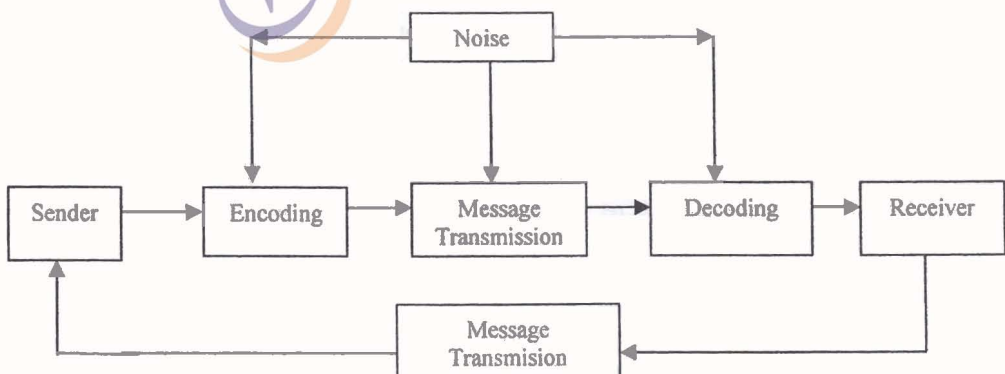 Noise
Sender
Encoding
Message
Transmission
Decoding
Receiver
Message
Transmision